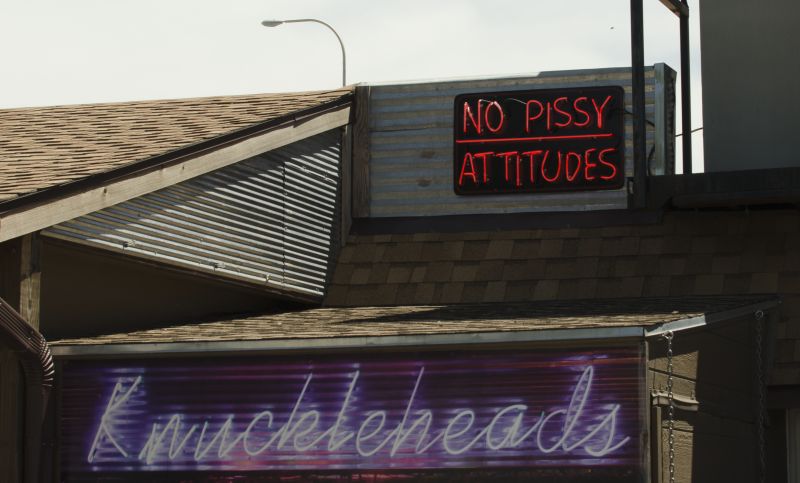 NO PISSY
ATTITUDES
Knuckleheads